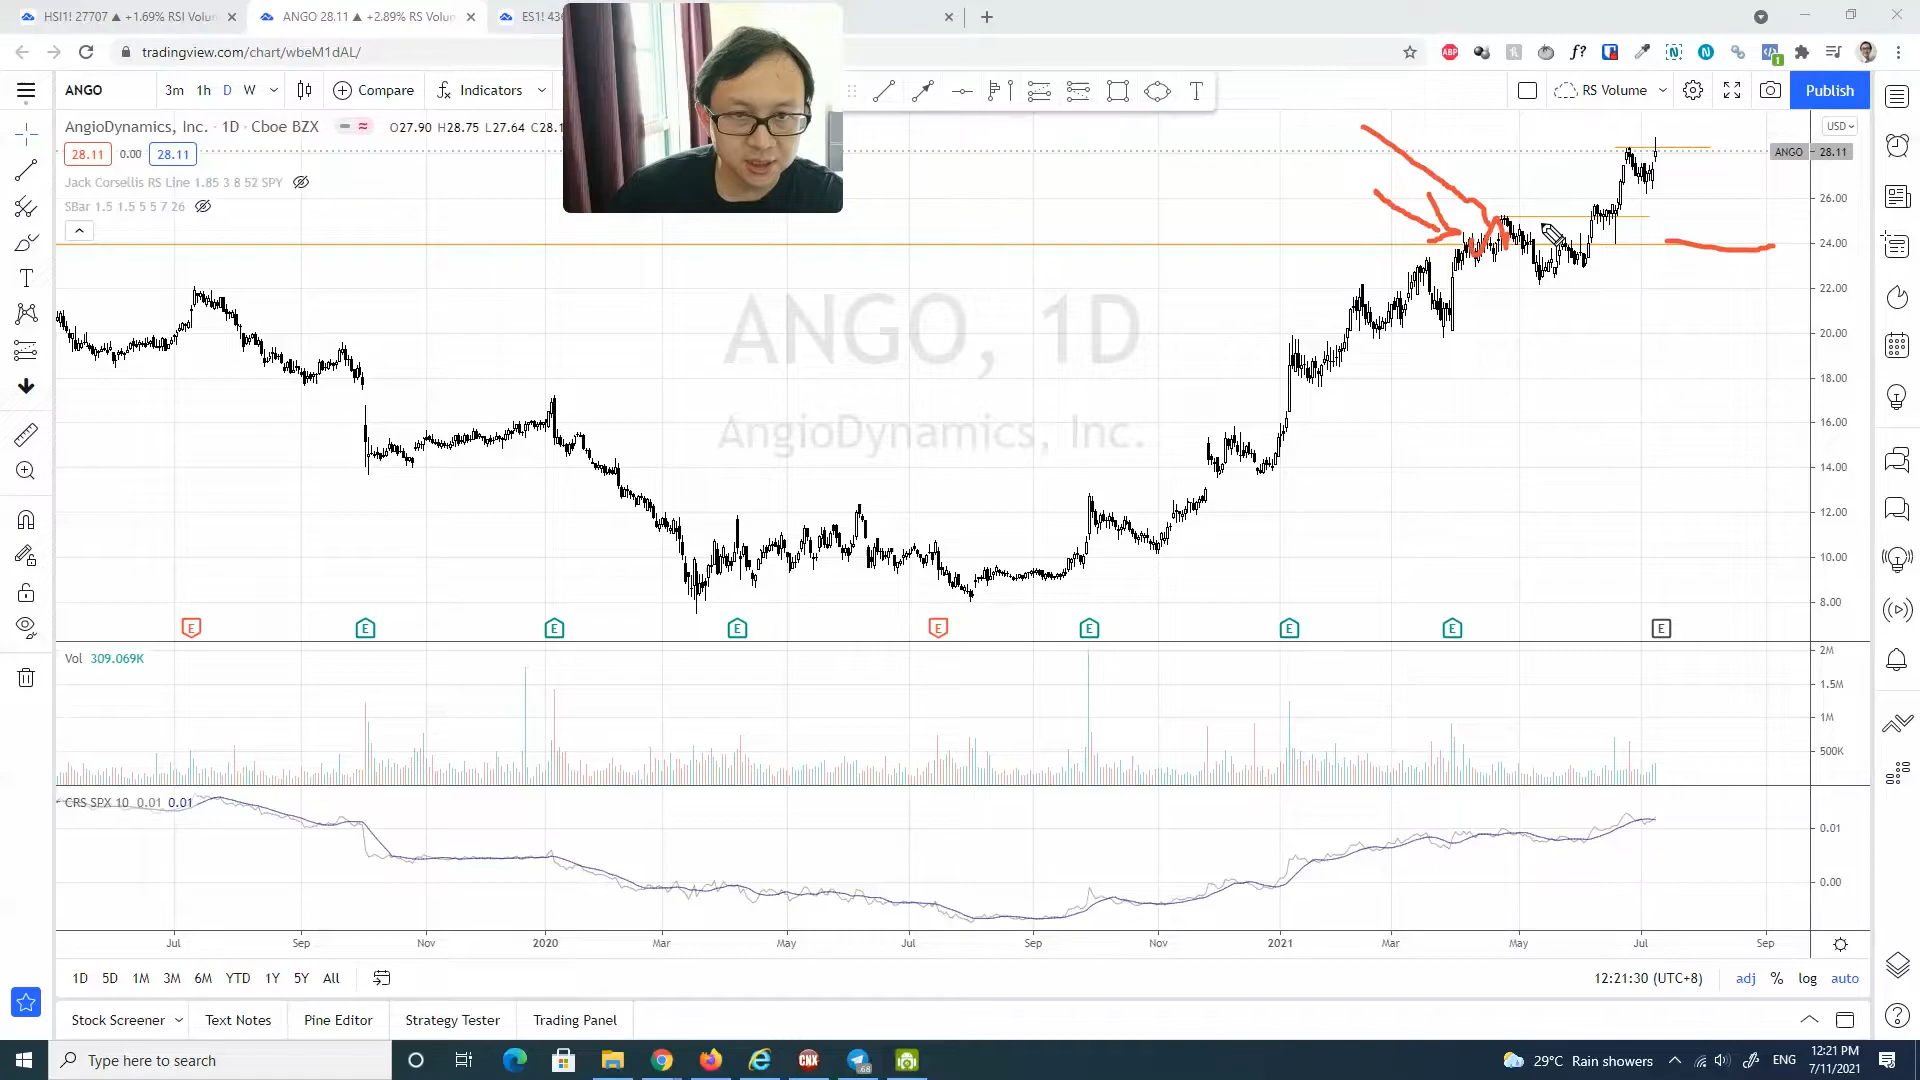 HSI1! 27707 ▲ +1.69% RSI Volun
ANGO 28.11 ▲ +2.89% RS Volun
tradingview.com/chart/wbeM1dAL/
ANGO
3m 1h D W
Compare
Indicators
RS Volume
Publish
AngioDynamics, Inc. · 1D · Cboe BZX
O27.90 H28.75 L27.64
USD
28.11 0.00 28.11
Jack Corsellis RS Line 1.85 3 8 52 SPY
SBar 1.5 1.5 5 5 7 26
ANGO 28.11
26.00
24.00
22.00
20.00
18.00
16.00
14.00
12.00
10.00
8.00
ANGO, 1D
AngioDynamics, Inc.
E E E E E E E E E
Vol 309.069K
2M
1.5M
1M
500K
CRS SPX 10 0.01 0.01
0.01
0.00
Jul Sep Nov 2020 Mar May Jul Sep Nov 2021 Mar May Jul Sep
1D 5D 1M 3M 6M YTD 1Y 5Y All
12:21:30 (UTC+8)
adj % log auto
Stock Screener Text Notes Pine Editor Strategy Tester Trading Panel
Type here to search
29°C Rain showers
ENG
12:21 PM
7/11/2021